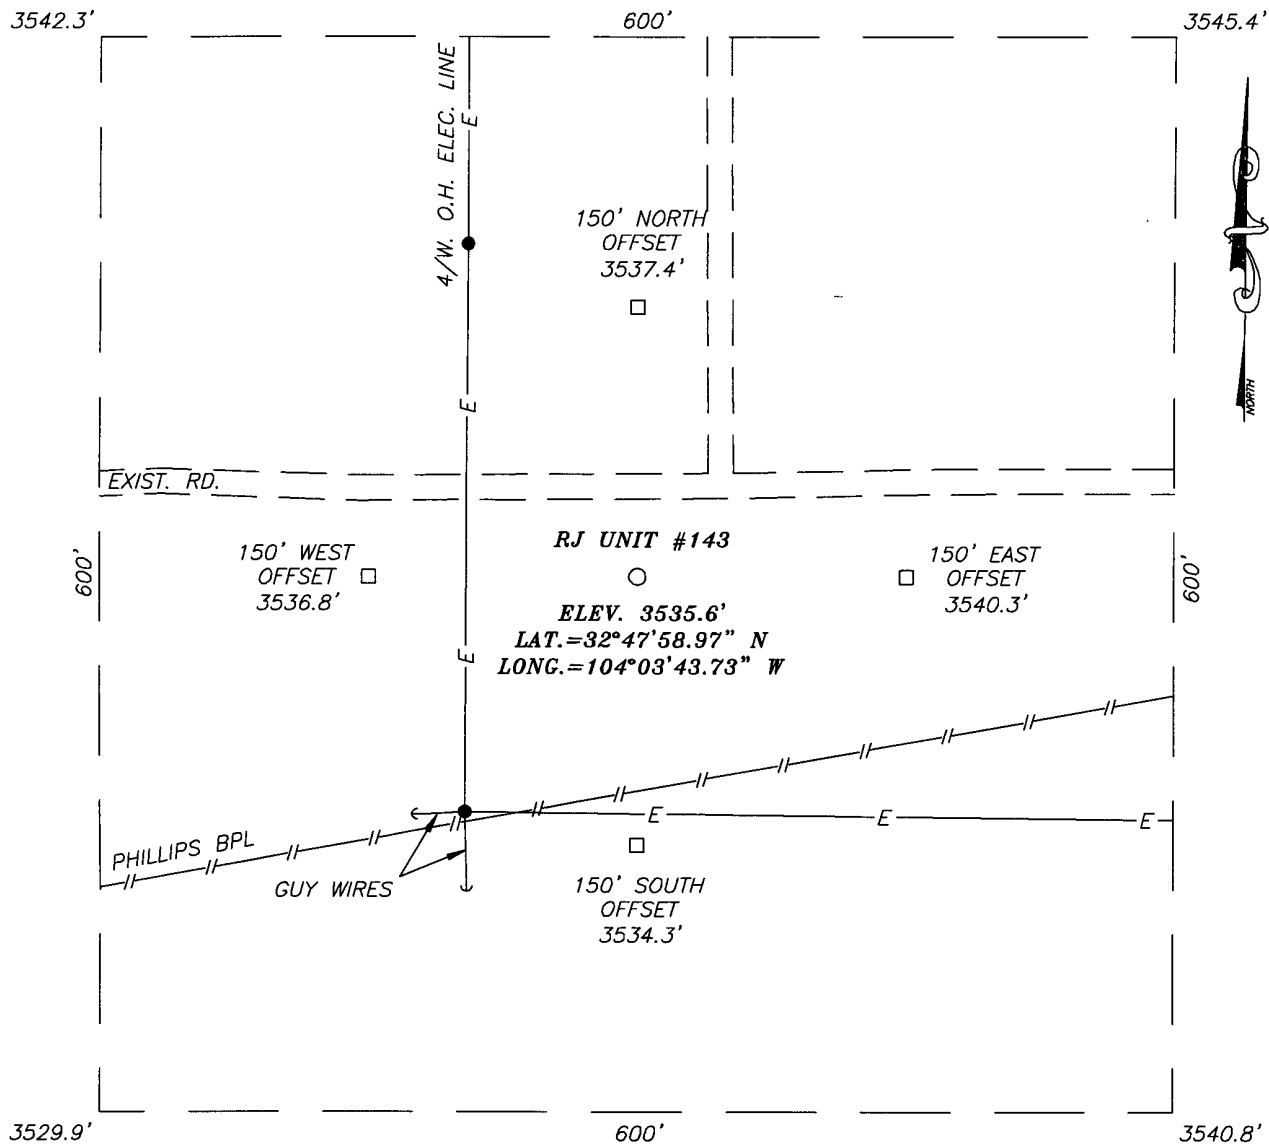 3542.3' 600' 3545.4'
4/W. O.H. ELEC. LINE
E
150' NORTH
OFFSET
3537.4'
NORTH
E
EXIST. RD.
600'
150' WEST
OFFSET
3536.8'
RJ UNIT #143
ELEV. 3535.6'
LAT.=32°47'58.97" N
LONG.=104°03'43.73" W
150' EAST
OFFSET
3540.3'
600'
E
E E E
PHILLIPS BPL
GUY WIRES
150' SOUTH
OFFSET
3534.3'
3529.9' 600' 3540.8'